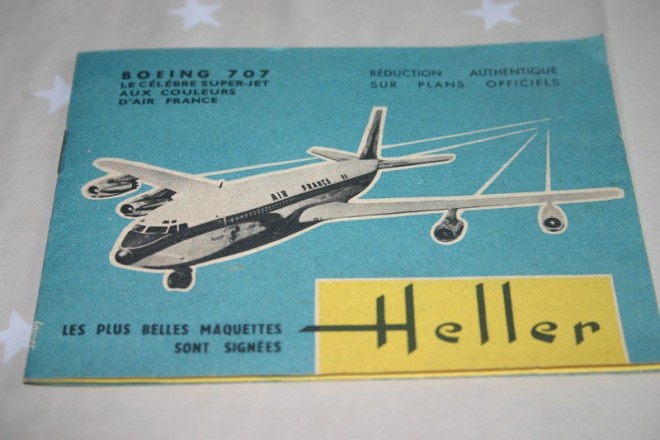 BOEING 707
LE CÉLÈBRE SUPER-JET
AUX COULEURS
D'AIR FRANCE
RÉDUCTION AUTHENTIQUE
SUR PLANS OFFICIELS
AIR FRANCE
LES PLUS BELLES MAQUETTES
SONT SIGNÉES
Heller